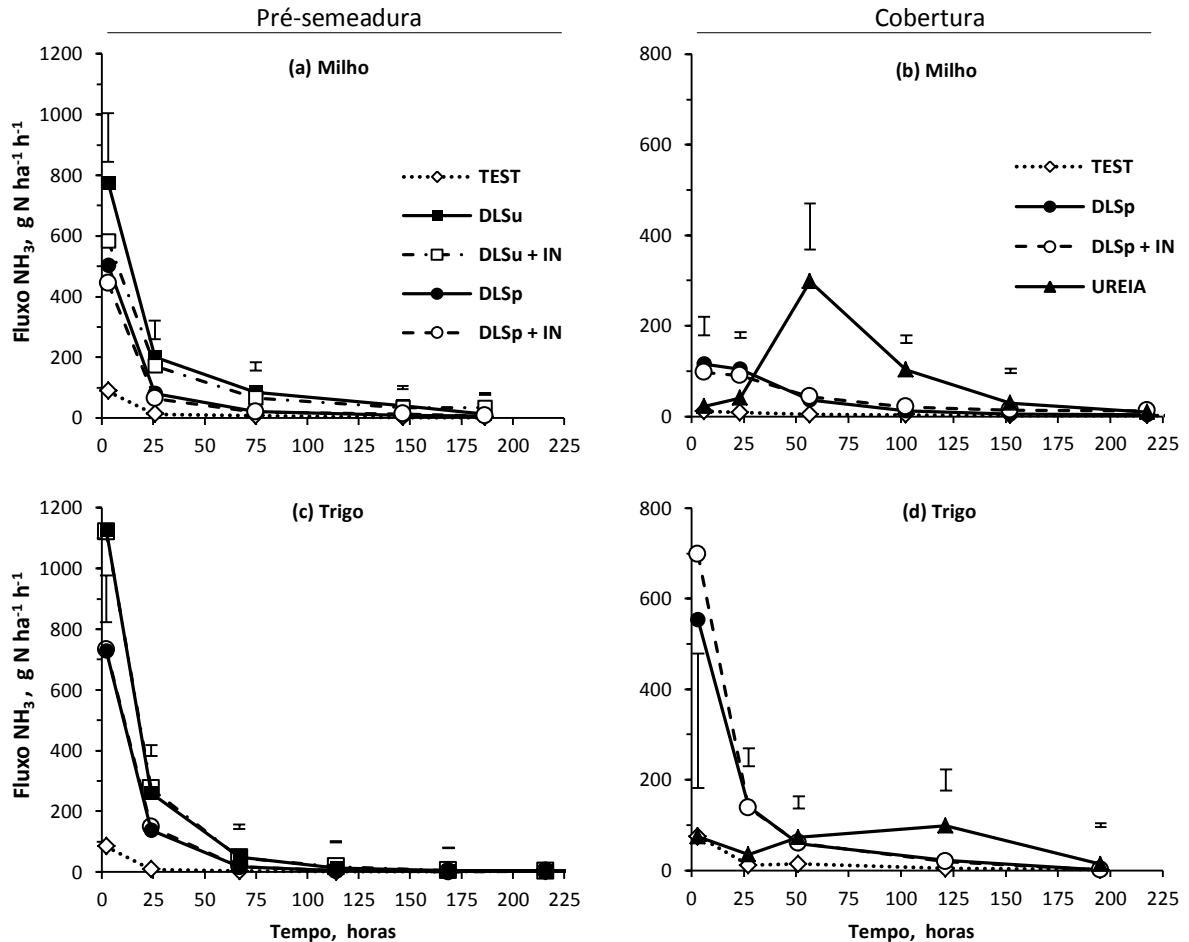 Pré-semeadura
Cobertura
(a) Milho
Fluxo NH₃, g N ha⁻¹ h⁻¹
1200
1000
800
600
400
200
0
0 25 50 75 100 125 150 175 200 225
TEST
DLSu
DLSu + IN
DLSp
DLSp + IN
(b) Milho
800
600
400
200
0
0 25 50 75 100 125 150 175 200 225
TEST
DLSp
DLSp + IN
UREIA
(c) Trigo
Fluxo NH₃, g N ha⁻¹ h⁻¹
1200
1000
800
600
400
200
0
0 25 50 75 100 125 150 175 200 225
Tempo, horas
(d) Trigo
800
600
400
200
0
0 25 50 75 100 125 150 175 200 225
Tempo, horas